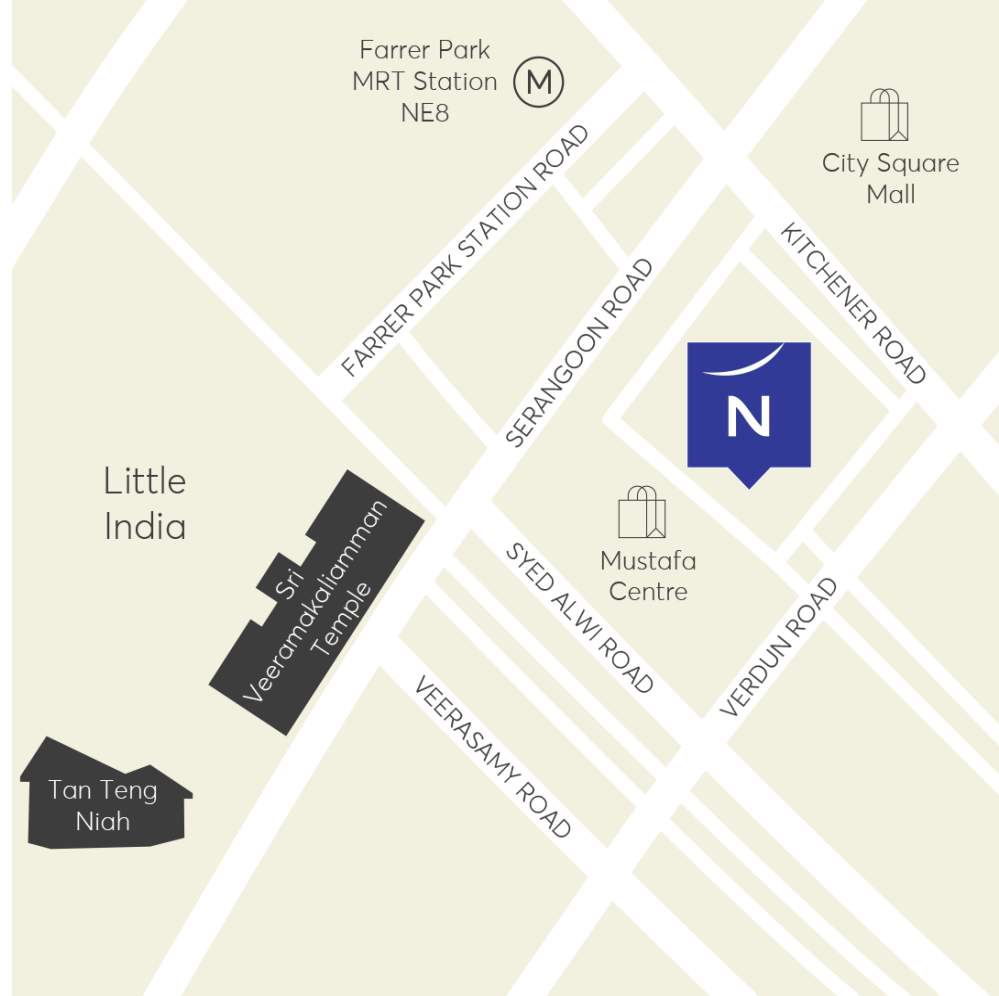 Farrer Park
MRT Station
NE8
M
City Square
Mall
FARRER PARK STATION ROAD
KITCHENER ROAD
SERANGOON ROAD
N
Little
India
Mustafa
Centre
Sri
Veeramakaliamman
Temple
SYED ALWI ROAD
VERDUN ROAD
VEERASAMY ROAD
Tan Teng
Niah